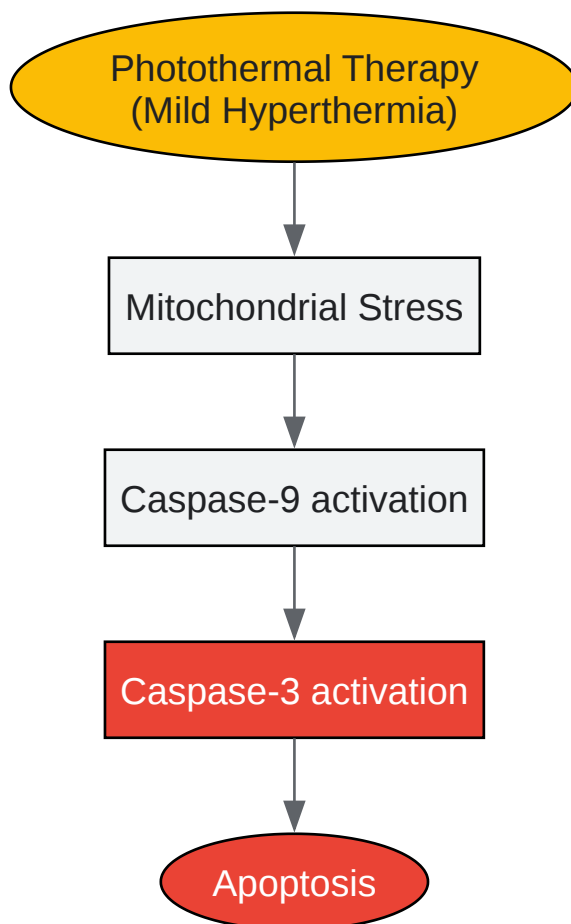 Photothermal Therapy
(Mild Hyperthermia)
Mitochondrial Stress
Caspase-9 activation
Caspase-3 activation
Apoptosis